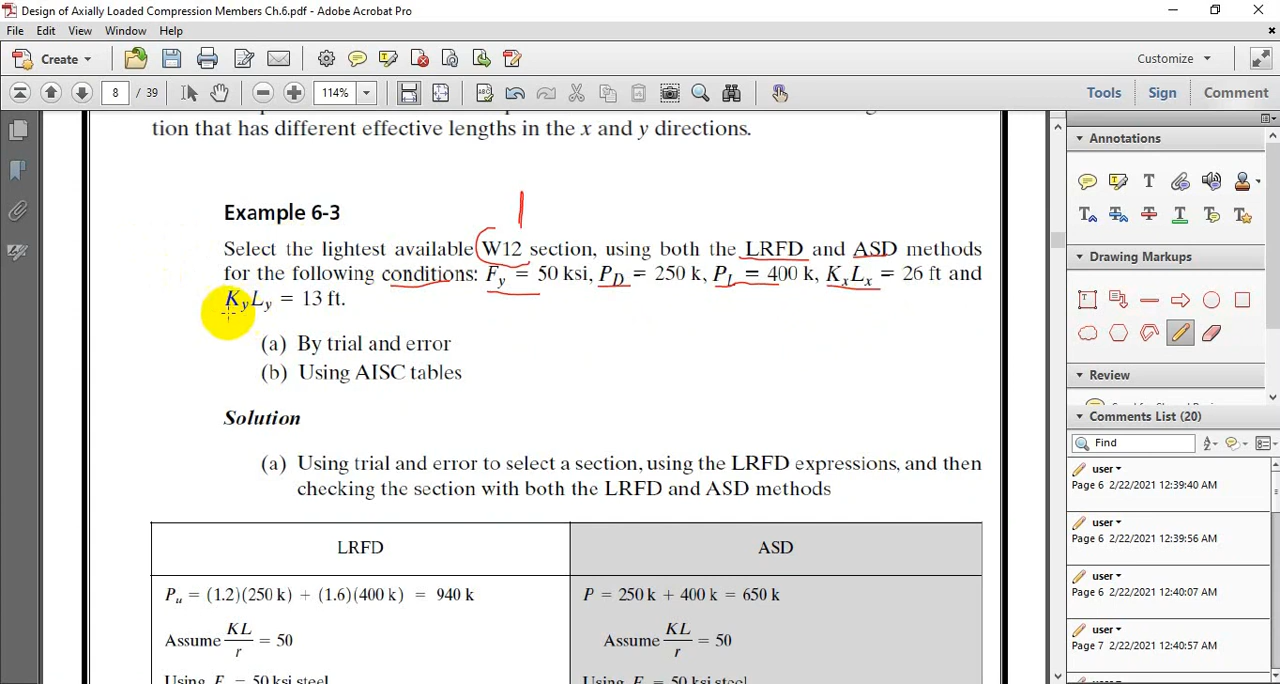 Design of Axially Loaded Compression Members Ch.6.pdf - Adobe Acrobat Pro
File Edit View Window Help
Create
Customize
8 / 39
114%
Tools Sign Comment
tion that has different effective lengths in the x and y directions.
Example 6-3
Select the lightest available W12 section, using both the LRFD and ASD methods
for the following conditions: Fy = 50 ksi, PD = 250 k, PL = 400 k, KxLx = 26 ft and
KyLy = 13 ft.
(a) By trial and error
(b) Using AISC tables
Solution
(a) Using trial and error to select a section, using the LRFD expressions, and then
checking the section with both the LRFD and ASD methods
LRFD
ASD
Pu = (1.2)(250 k) + (1.6)(400 k) = 940 k
P = 250 k + 400 k = 650 k
Assume KL/r = 50
Assume KL/r = 50
Using F = 50 ksi steel
Using F = 50 ksi steel
Annotations
Drawing Markups
Review
Comments List (20)
Find
user
Page 6 2/22/2021 12:39:40 AM
user
Page 6 2/22/2021 12:39:56 AM
user
Page 6 2/22/2021 12:40:07 AM
user
Page 7 2/22/2021 12:40:57 AM